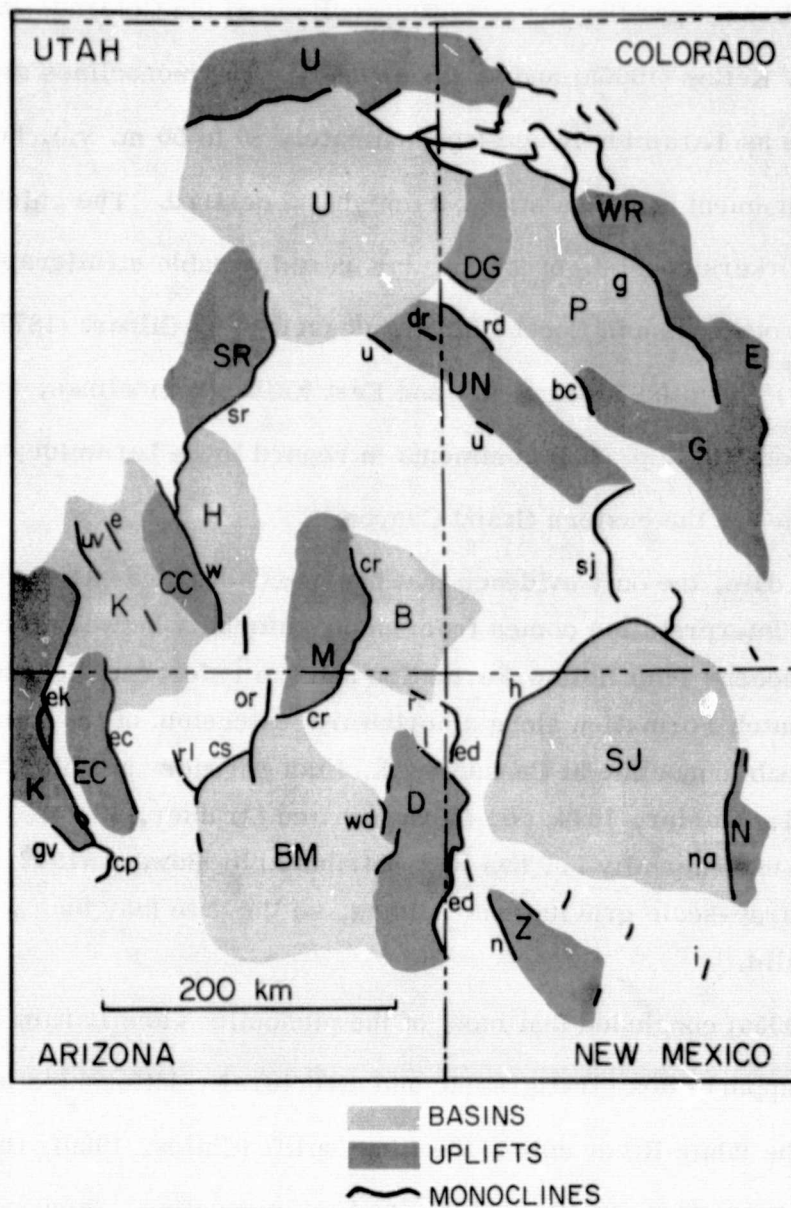 UTAH
U
COLORADO
U
WR
DG
g
P
dr
rd
SR
u
E
UN
bc
sr
u
G
H
e
uv
sj
cr
w
CC
K
B
M
ek
or
h
r
ec
cr
l
rl
cs
ed
EC
SJ
K
D
wd
N
gv
BM
na
cp
ed
Z
n
i
200 km
ARIZONA
NEW MEXICO
BASINS
UPLIFTS
MONOCLINES